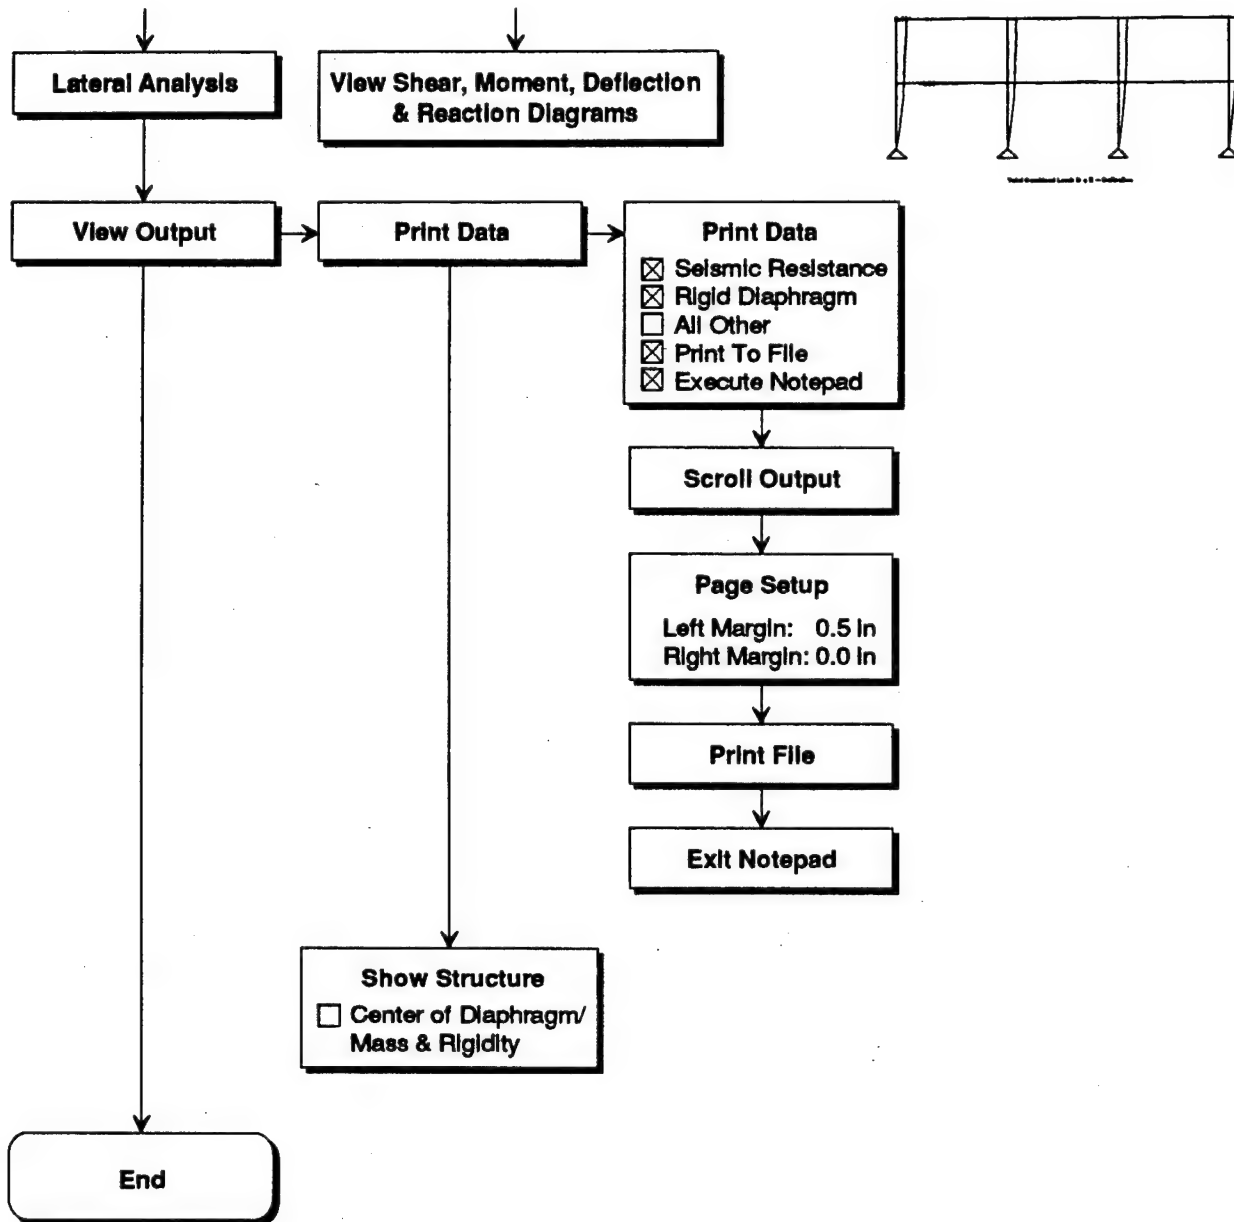 Lateral Analysis
View Shear, Moment, Deflection
& Reaction Diagrams
View Output
Print Data
Print Data
Seismic Resistance
Rigid Diaphragm
All Other
Print To File
Execute Notepad
Scroll Output
Page Setup
Left Margin: 0.5 in
Right Margin: 0.0 in
Print File
Exit Notepad
Show Structure
Center of Diaphragm/
Mass & Rigidity
End